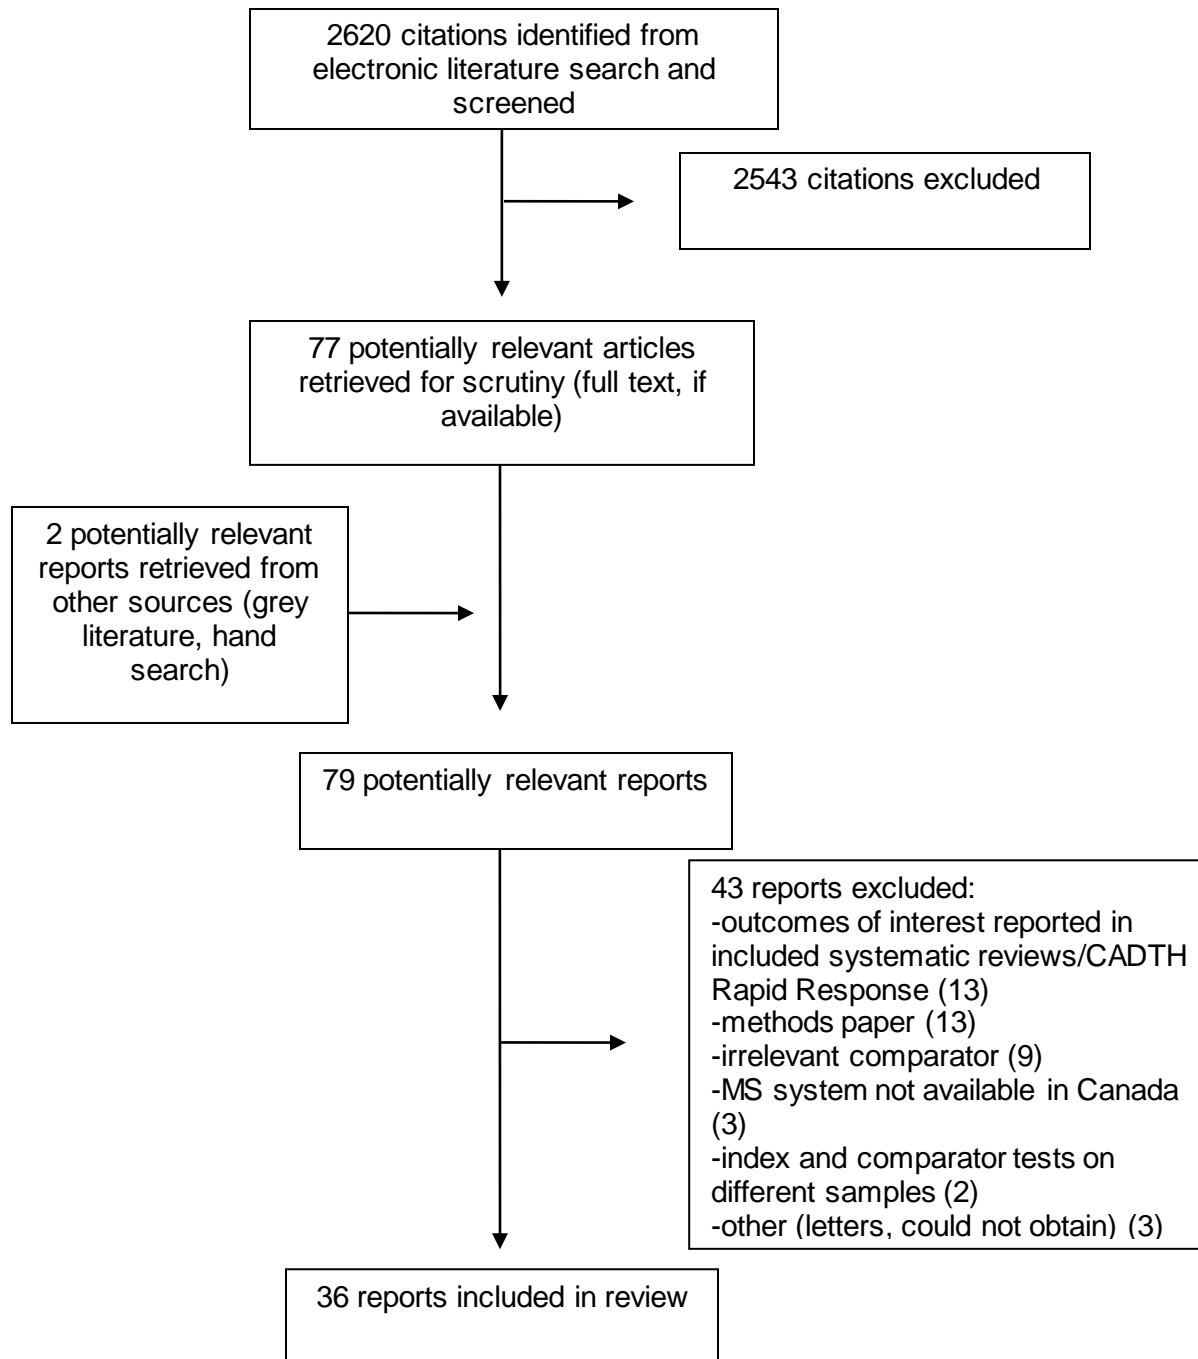 2620 citations identified from
electronic literature search and
screened
2543 citations excluded
77 potentially relevant articles
retrieved for scrutiny (full text, if
available)
2 potentially relevant
reports retrieved from
other sources (grey
literature, hand
search)
79 potentially relevant reports
43 reports excluded:
-outcomes of interest reported in
included systematic reviews/CADTH
Rapid Response (13)
-methods paper (13)
-irrelevant comparator (9)
-MS system not available in Canada
(3)
-index and comparator tests on
different samples (2)
-other (letters, could not obtain) (3)
36 reports included in review